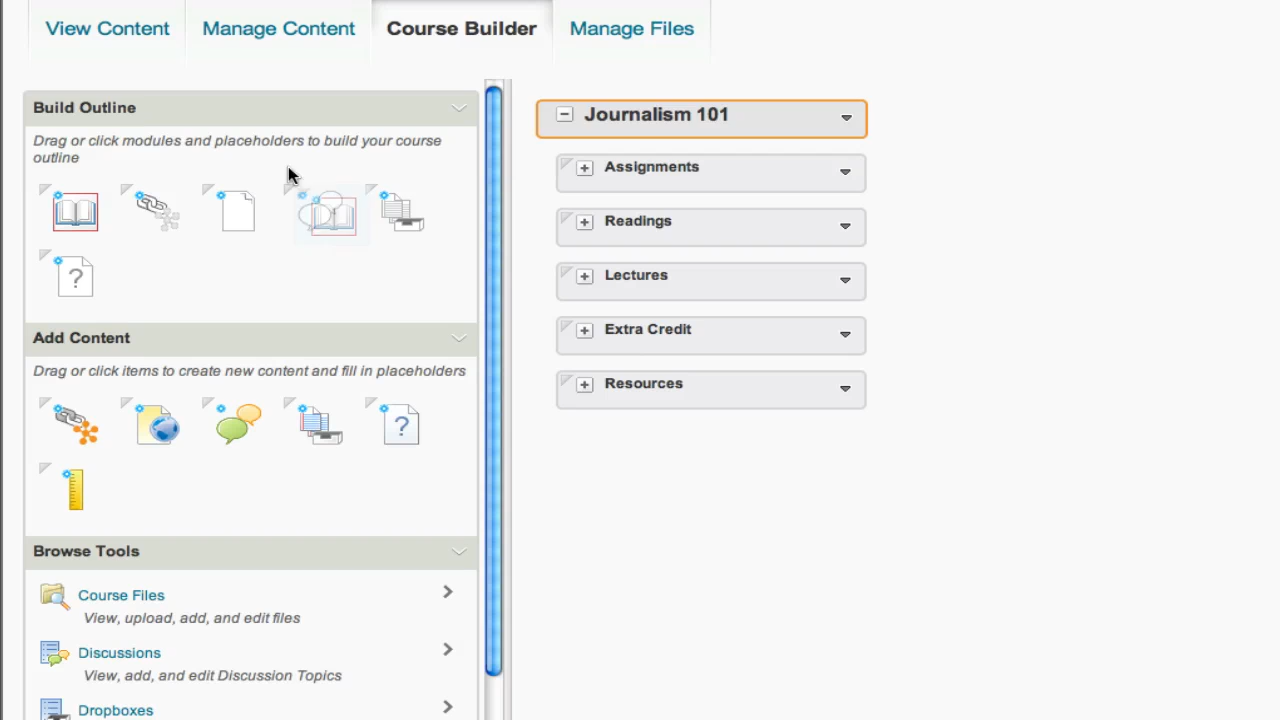 View Content
Manage Content
Course Builder
Manage Files
Build Outline
Drag or click modules and placeholders to build your course
outline
?
Add Content
Drag or click items to create new content and fill in placeholders
?
Browse Tools
Course Files
View, upload, add, and edit files
Discussions
View, add, and edit Discussion Topics
Dropboxes
Journalism 101
Assignments
Readings
Lectures
Extra Credit
Resources